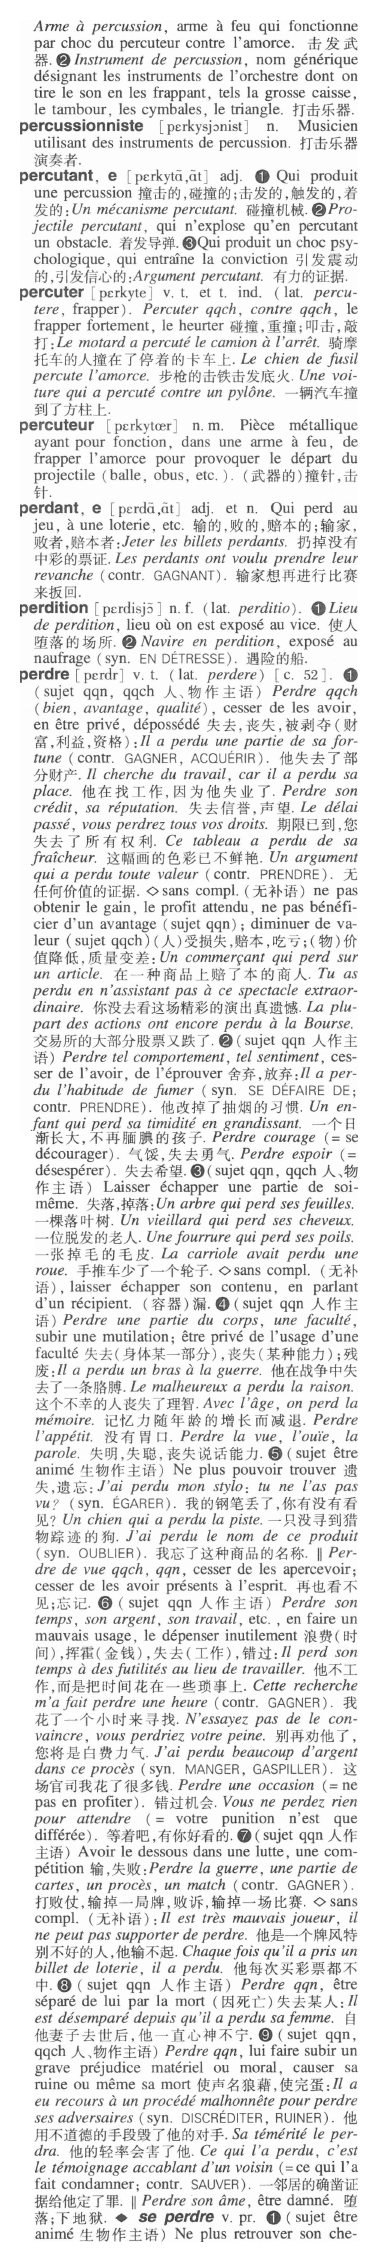 Arme à percussion, arme à feu qui fonctionne
par choc du percuteur contre l'amorce. 击发武
器. ❷ Instrument de percussion, nom générique
désignant les instruments de l'orchestre dont on
tire le son en les frappant, tels la grosse caisse,
le tambour, les cymbales, le triangle. 打击乐器.
percussionniste [pɛrkysjɔnist] n. Musicien
utilisant des instruments de percussion. 打击乐器
演奏者.
percutant, e [pɛrkytɑ̃,ɑ̃t] adj. ❶ Qui produit
une percussion 撞击的,碰撞的;击发的,触发的,着
发的:Un mécanisme percutant. 碰撞机械. ❷Pro-
jectile percutant, qui n'explose qu'en percutant
un obstacle. 着发导弹. ❸Qui produit un choc psy-
chologique, qui entraîne la conviction 引发震动
的,引发信心的:Argument percutant. 有力的证据.
percuter [pɛrkyte] v. t. et t. ind. (lat. percu-
tere, frapper). Percuter qqch, contre qqch, le
frapper fortement, le heurter 碰撞,重撞;叩击,敲
打:Le motard a percuté le camion à l'arrêt. 骑摩
托车的人撞在了停着的卡车上. Le chien de fusil
percute l'amorce. 步枪的击铁击发底火. Une voi-
ture qui a percuté contre un pylône. 一辆汽车撞
到了方柱上.
percuteur [pɛrkytœr] n. m. Pièce métallique
ayant pour fonction, dans une arme à feu, de
frapper l'amorce pour provoquer le départ du
projectile (balle, obus, etc.). (武器的)撞针,击
针.
perdant, e [pɛrdɑ̃,ɑ̃t] adj. et n. Qui perd au
jeu, à une loterie, etc. 输的,败的,赔本的;输家,
败者,赔本者:Jeter les billets perdants. 扔掉没有
中彩的票证. Les perdants ont voulu prendre leur
revanche (contr. GAGNANT). 输家想再进行比赛
来扳回.
perdition [pɛrdisjɔ̃] n. f. (lat. perditio). ❶ Lieu
de perdition, lieu où on est exposé au vice. 使人
堕落的场所. ❷ Navire en perdition, exposé au
naufrage (syn. EN DÉTRESSE). 遇险的船.
perdre [pɛrdr] v. t. (lat. perdere) [c. 52]. ❶
(sujet qqn, qqch 人、物作主语) Perdre qqch
(bien, avantage, qualité), cesser de les avoir,
en être privé, dépossédé 失去,丧失,被剥夺(财
富,利益,资格):Il a perdu une partie de sa for-
tune (contr. GAGNER, ACQUÉRIR). 他失去了部
分财产. Il cherche du travail, car il a perdu sa
place. 他在找工作,因为他失业了. Perdre son
crédit, sa réputation. 失去信誉,声望. Le délai
passé, vous perdrez tous vos droits. 期限已到,您
失去了所有权利. Ce tableau a perdu de sa
fraîcheur. 这幅画的色彩已不鲜艳. Un argument
qui a perdu toute valeur (contr. PRENDRE). 无
任何价值的证据. ◇ sans compl. (无补语) ne pas
obtenir le gain, le profit attendu, ne pas bénéfi-
cier d'un avantage (sujet qqn); diminuer de va-
leur (sujet qqch) (人)受损失,赔本,吃亏;(物)价
值降低,质量变差:Un commerçant qui perd sur
un article. 在一种商品上赔了本的商人. Tu as
perdu en n'assistant pas à ce spectacle extraor-
dinaire. 你没去看这场精彩的演出真遗憾. La plu-
part des actions ont encore perdu à la Bourse.
交易所的大部分股票又跌了. ❷ (sujet qqn 人作主
语) Perdre tel comportement, tel sentiment, ces-
ser de l'avoir, de l'éprouver 舍弃,放弃:Il a per-
du l'habitude de fumer (syn. SE DÉFAIRE DE;
contr. PRENDRE). 他改掉了抽烟的习惯. Un en-
fant qui perd sa timidité en grandissant. 一个日
渐长大,不再腼腆的孩子. Perdre courage (= se
décourager). 气馁,失去勇气. Perdre espoir (=
désespérer). 失去希望. ❸ (sujet qqn, qqch 人、物
作主语) Laisser échapper une partie de soi-
même. 失落,掉落:Un arbre qui perd ses feuilles.
一棵落叶树. Un vieillard qui perd ses cheveux.
一位脱发的老人. Une fourrure qui perd ses poils.
一张掉毛的毛皮. La carriole avait perdu une
roue. 手推车少了一个轮子. ◇ sans compl. (无补
语), laisser échapper son contenu, en parlant
d'un récipient. (容器)漏. ❹ (sujet qqn 人作主
语) Perdre une partie du corps, une faculté,
subir une mutilation; être privé de l'usage d'une
faculté 失去(身体某一部分),丧失(某种能力);残
废:Il a perdu un bras à la guerre. 他在战争中失
去了一条胳膊. Le malheureux a perdu la raison.
这个不幸的人丧失了理智. Avec l'âge, on perd la
mémoire. 记忆力随年龄的增长而减退. Perdre
l'appétit. 没有胃口. Perdre la vue, l'ouïe, la
parole. 失明,失聪,丧失说话能力. ❺ (sujet être
animé 生物作主语) Ne plus pouvoir trouver 遗
失,遗忘:J'ai perdu mon stylo: tu ne l'as pas
vu? (syn. ÉGARER). 我的钢笔丢了,你有没有看
见? Un chien qui a perdu la piste. 一只没寻到猎
物踪迹的狗. J'ai perdu le nom de ce produit
(syn. OUBLIER). 我忘了这种商品的名称. ‖ Per-
dre de vue qqch, qqn, cesser de les apercevoir;
cesser de les avoir présents à l'esprit. 再也看不
见;忘记. ❻ (sujet qqn 人作主语) Perdre son
temps, son argent, son travail, etc., en faire un
mauvais usage, le dépenser inutilement 浪费(时
间),挥霍(金钱),失去(工作),错过:Il perd son
temps à des futilités au lieu de travailler. 他不工
作,而是把时间花在一些琐事上. Cette recherche
m'a fait perdre une heure (contr. GAGNER). 我
花了一个小时来寻找. N'essayez pas de le con-
vaincre, vous perdriez votre peine. 别再劝他了,
您将是白费力气. J'ai perdu beaucoup d'argent
dans ce procès (syn. MANGER, GASPILLER). 这
场官司我花了很多钱. Perdre une occasion (= ne
pas en profiter). 错过机会. Vous ne perdez rien
pour attendre (= votre punition n'est que
différée). 等着吧,有你好看的. ❼ (sujet qqn 人作
主语) Avoir le dessous dans une lutte, une com-
pétition 输,失败:Perdre la guerre, une partie de
cartes, un procès, un match (contr. GAGNER).
打败仗,输掉一局牌,败诉,输掉一场比赛. ◇ sans
compl. (无补语):Il est très mauvais joueur, il
ne peut pas supporter de perdre. 他是一个牌风特
别不好的人,他输不起. Chaque fois qu'il a pris un
billet de loterie, il a perdu. 他每次买彩票都不
中. ❽ (sujet qqn 人作主语) Perdre qqn, être
séparé de lui par la mort (因死亡)失去某人:Il
est désemparé depuis qu'il a perdu sa femme. 自
他妻子去世后,他一直心神不宁. ❾ (sujet qqn,
qqch 人、物作主语) Perdre qqn, lui faire subir un
grave préjudice matériel ou moral, causer sa
ruine ou même sa mort 使声名狼藉,使完蛋:Il a
eu recours à un procédé malhonnête pour perdre
ses adversaires (syn. DISCRÉDITER, RUINER). 他
用不道德的手段毁了他的对手. Sa témérité le per-
dra. 他的轻率会害了他. Ce qui l'a perdu, c'est
le témoignage accablant d'un voisin (=ce qui l'a
fait condamner; contr. SAUVER). 一邻居的确凿证
据给他定了罪. ‖ Perdre son âme, être damné. 堕
落;下地狱. ◆ se perdre v. pr. ❶ (sujet être
animé 生物作主语) Ne plus retrouver son che-